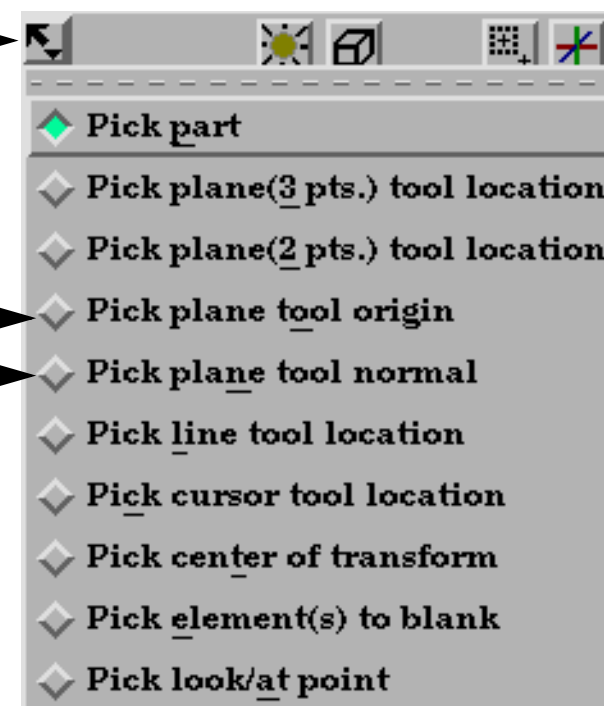 Pick part
Pick plane(3 pts.) tool location
Pick plane(2 pts.) tool location
Pick plane tool origin
Pick plane tool normal
Pick line tool location
Pick cursor tool location
Pick center of transform
Pick element(s) to blank
Pick look/at point